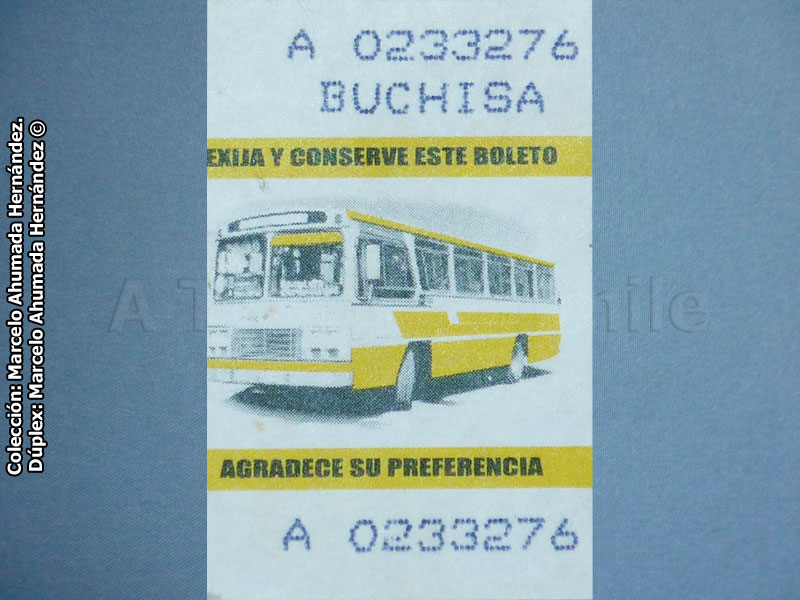 A 0233276
BUCHISA
EXIJA Y CONSERVE ESTE BOLETO
AGRADECE SU PREFERENCIA
A 0233276
Colección: Marcelo Ahumada Hernández.
Dúplex: Marcelo Ahumada Hernández ©